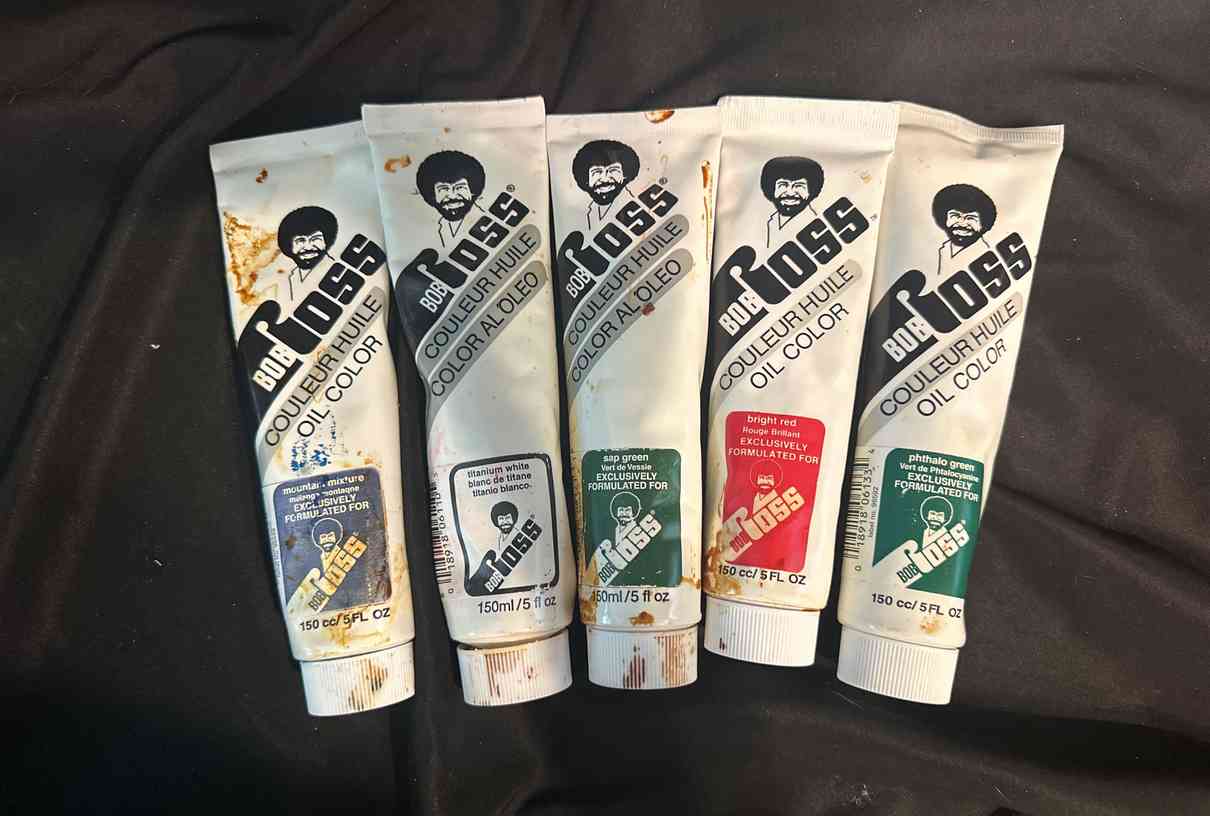 BOB ROSS
COULEUR HUILE
OIL COLOR
mountain mixture
EXCLUSIVELY
FORMULATED FOR
BOB ROSS
150 cc/5 FL OZ
BOB ROSS®
COULEUR HUILE
COLOR AL'OLEO
titanium white
blanc de titane
titanio blanco.
BOB ROSS®
150ml/5 fl oz
BOB ROSS®
COULEUR HUILE
COLOR AL'OLEO
sap green
Vert de Vessie
EXCLUSIVELY
FORMULATED FOR
BOB ROSS®
150ml/5 fl oz
BOB ROSS™
COULEUR HUILE
OIL COLOR
bright red
Rouge Brillant
EXCLUSIVELY
FORMULATED FOR
BOB ROSS
150 cc/5 FL OZ
BOB ROSS
COULEUR HUILE
OIL COLOR
phthalo green
Vert de Phtalocyanine
EXCLUSIVELY
FORMULATED FOR
BOB ROSS
150 cc/5 FL OZ